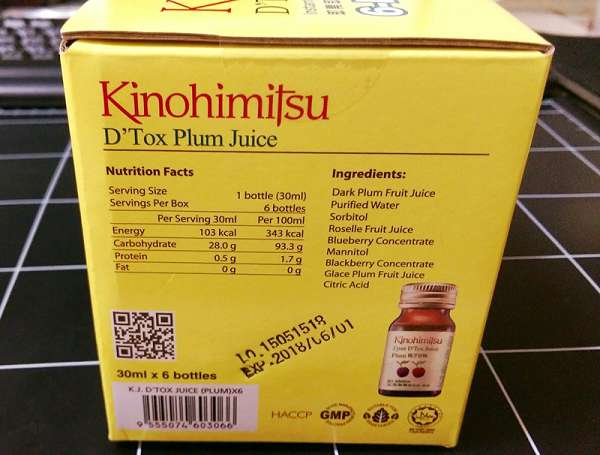 Kinohimitsu
D'Tox Plum Juice
Nutrition Facts
Serving Size 1 bottle (30ml)
Servings Per Box 6 bottles
Per Serving 30ml Per 100ml
Energy 103 kcal 343 kcal
Carbohydrate 28.0 g 93.3 g
Protein 0.5 g 1.7 g
Fat 0 g 0 g
Ingredients:
Dark Plum Fruit Juice
Purified Water
Sorbitol
Roselle Fruit Juice
Blueberry Concentrate
Mannitol
Blackberry Concentrate
Glace Plum Fruit Juice
Citric Acid
Kinohimitsu
D'Tox Juice
Plum
15051518
EXP. 2018/06/01
30ml x 6 bottles
K.J. D'TOX JUICE (PLUM)X6
9 555074 603066
HACCP GMP